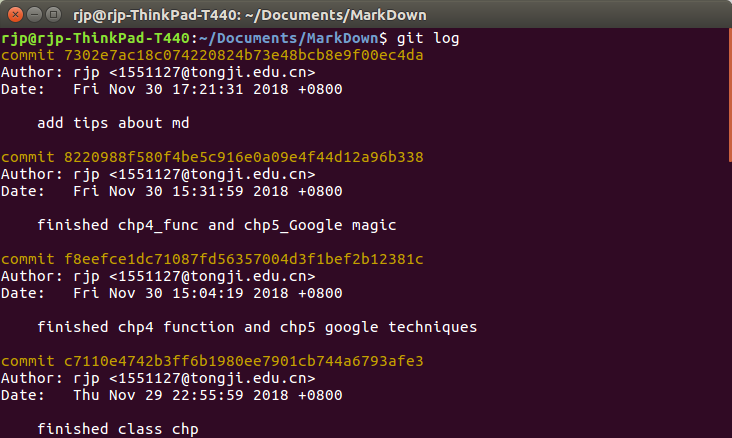 rjp@rjp-ThinkPad-T440: ~/Documents/MarkDown
rjp@rjp-ThinkPad-T440:~/Documents/MarkDown$ git log
commit 7302e7ac18c074220824b73e48bcb8e9f00ec4da
Author: rjp <1551127@tongji.edu.cn>
Date:   Fri Nov 30 17:21:31 2018 +0800
    add tips about md
commit 8220988f580f4be5c916e0a09e4f44d12a96b338
Author: rjp <1551127@tongji.edu.cn>
Date:   Fri Nov 30 15:31:59 2018 +0800
    finished chp4_func and chp5_Google magic
commit f8eefce1dc71087fd56357004d3f1bef2b12381c
Author: rjp <1551127@tongji.edu.cn>
Date:   Fri Nov 30 15:04:19 2018 +0800
    finished chp4 function and chp5 google techniques
commit c7110e4742b3ff6b1980ee7901cb744a6793afe3
Author: rjp <1551127@tongji.edu.cn>
Date:   Thu Nov 29 22:55:59 2018 +0800
    finished class chp